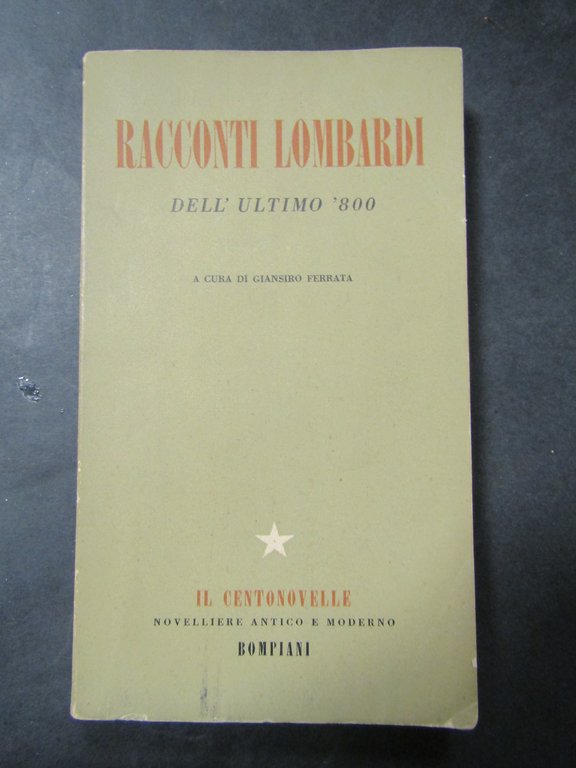 RACCONTI LOMBARDI
DELL' ULTIMO '800
A CURA DI GIANSIRO FERRATA
IL CENTONOVELLE
NOVELLIERE ANTICO E MODERNO
BOMPIANI